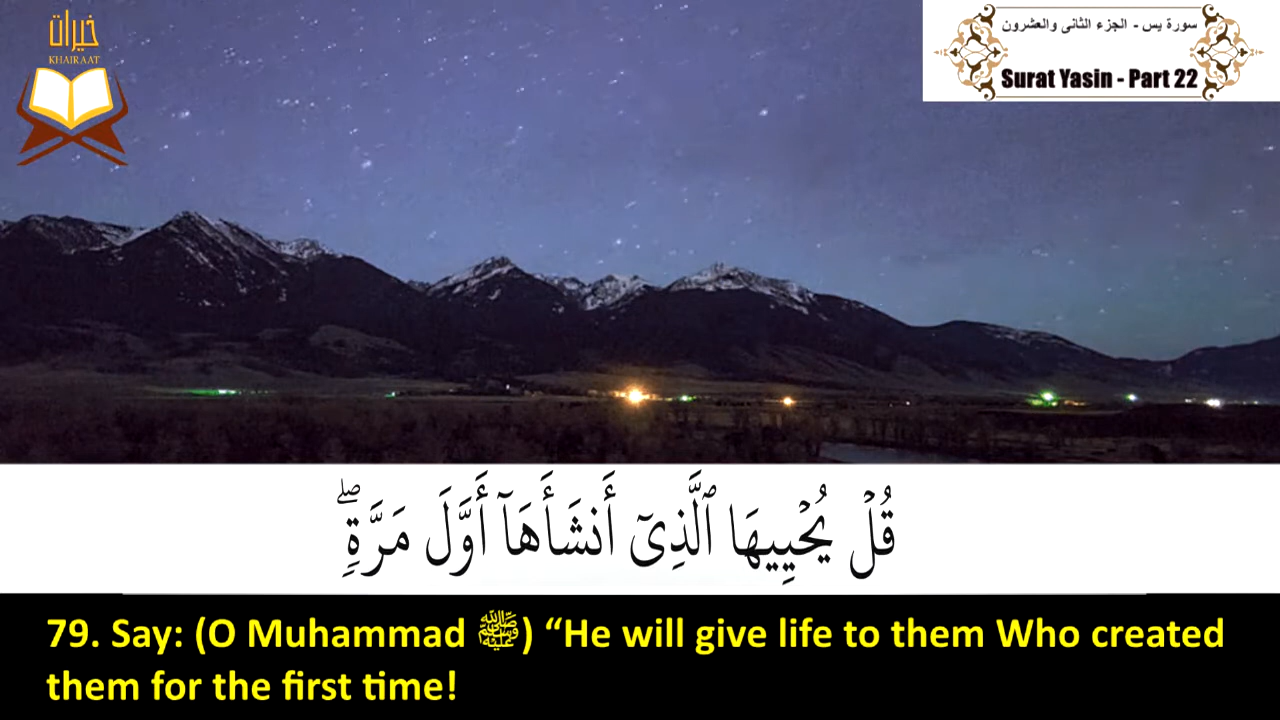 خيرات
KHAIRAAT
سورة يس - الجزء الثانى والعشرون
Surat Yasin - Part 22
قُلْ يُحْيِيهَا ٱلَّذِىٓ أَنشَأَهَآ أَوَّلَ مَرَّةٍۢ ۖ
79. Say: (O Muhammad ﷺ) “He will give life to them Who created
them for the first time!